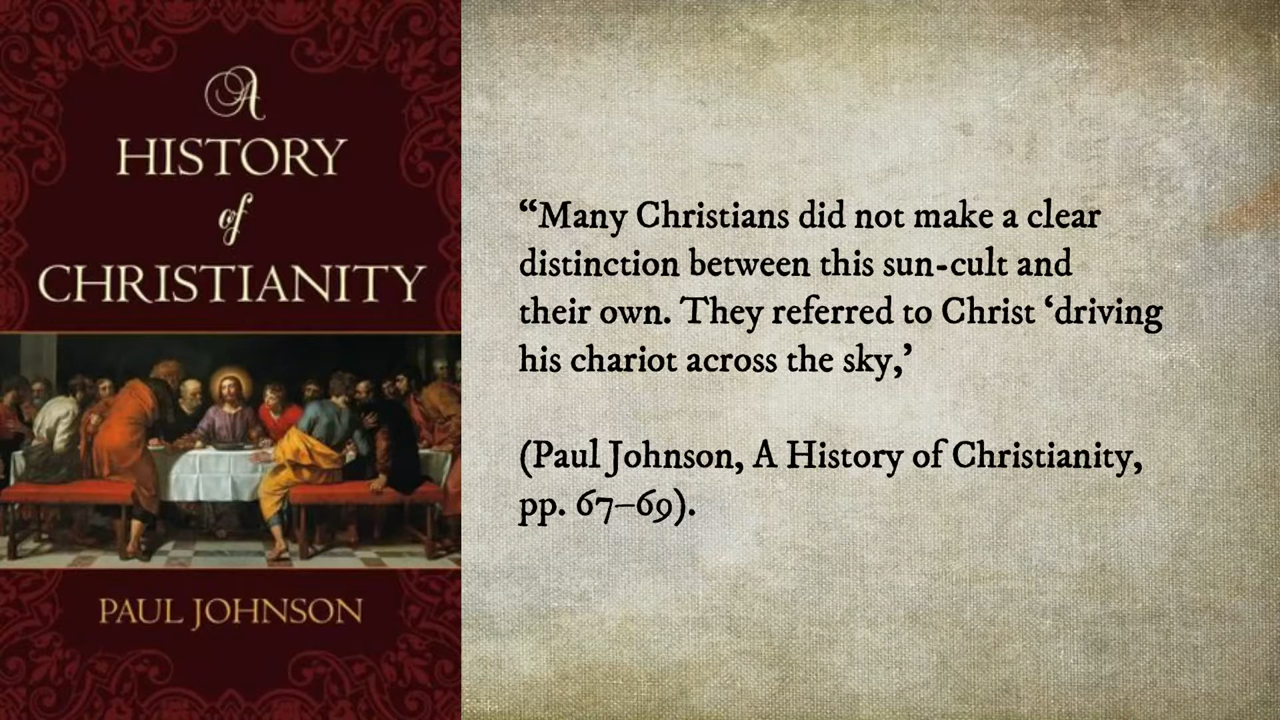 A
HISTORY
of
CHRISTIANITY
PAUL JOHNSON
“Many Christians did not make a clear
distinction between this sun-cult and
their own. They referred to Christ ‘driving
his chariot across the sky,’
(Paul Johnson, A History of Christianity,
pp. 67–69).